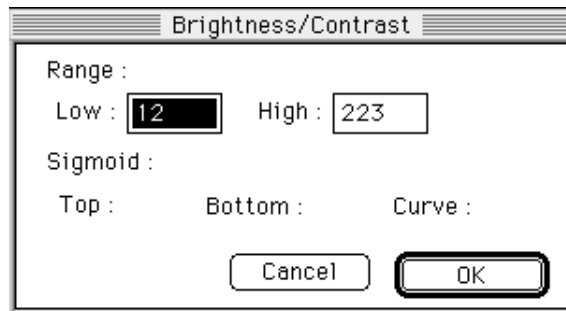 Brightness/Contrast
Range :
Low : 12 High : 223
Sigmoid :
Top : Bottom : Curve :
Cancel OK